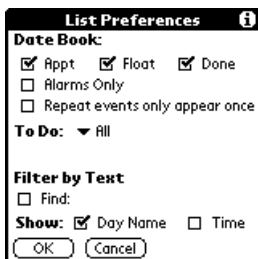 List Preferences i
Date Book:
Appt Float Done
Alarms Only
Repeat events only appear once
To Do: All
Filter by Text
Find:
Show: Day Name Time
OK Cancel